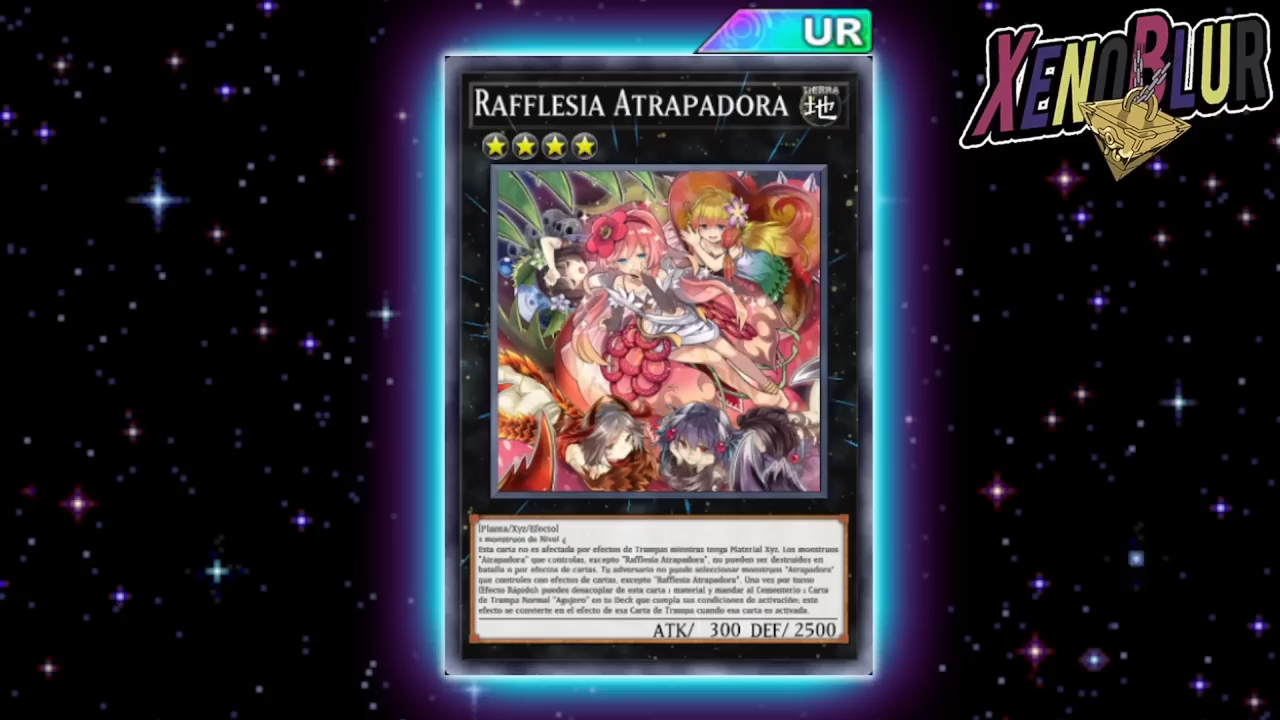 UR
XENOBLUR
RAFFLESIA ATRAPADORA
TIERRA
地
[Planta/Xyz/Efecto]
2 monstruos de Nivel 4
Esta carta no es afectada por efectos de Trampas mientras tenga Material Xyz. Los monstruos
"Atrapadora" que controlas, excepto "Rafflesia Atrapadora", no pueden ser destruidos en
batalla o por efectos de cartas. Tu adversario no puede seleccionar monstruos "Atrapadora"
que controles con efectos de cartas, excepto "Rafflesia Atrapadora". Una vez por turno
(Efecto Rápido): puedes desacoplar de esta carta 1 material y mandar al Cementerio 1 Carta
de Trampa Normal "Agujero" en tu Deck que cumpla sus condiciones de activación; este
efecto se convierte en el efecto de esa Carta de Trampa cuando esa carta es activada.
ATK/ 300 DEF/ 2500